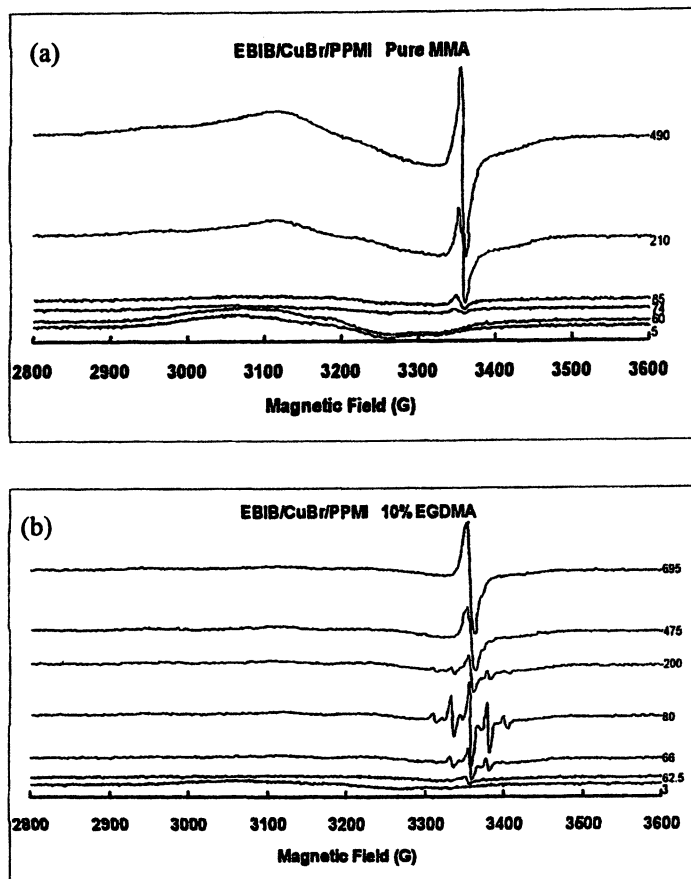 (a)
EBIB/CuBr/PPMI Pure MMA
490
210
85
74
60
5
2800 2900 3000 3100 3200 3300 3400 3500 3600
Magnetic Field (G)
(b)
EBIB/CuBr/PPMI 10% EGDMA
695
475
200
80
66
62.5
3
2800 2900 3000 3100 3200 3300 3400 3500 3600
Magnetic Field (G)